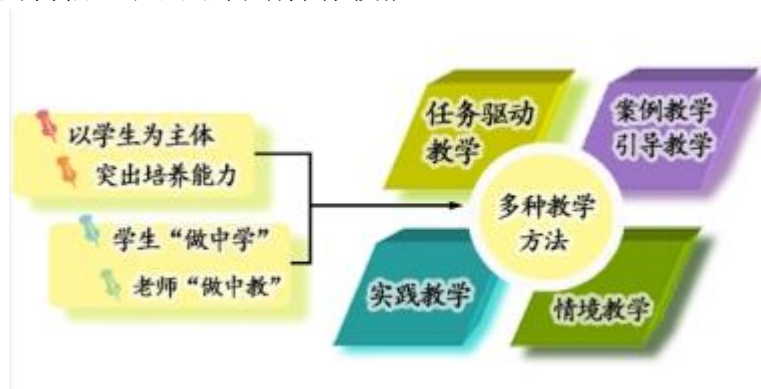 以学生为主体
突出培养能力
学生“做中学”
老师“做中教”
任务驱动
教学
案例教学
引导教学
多种教学
方法
实践教学
情境教学